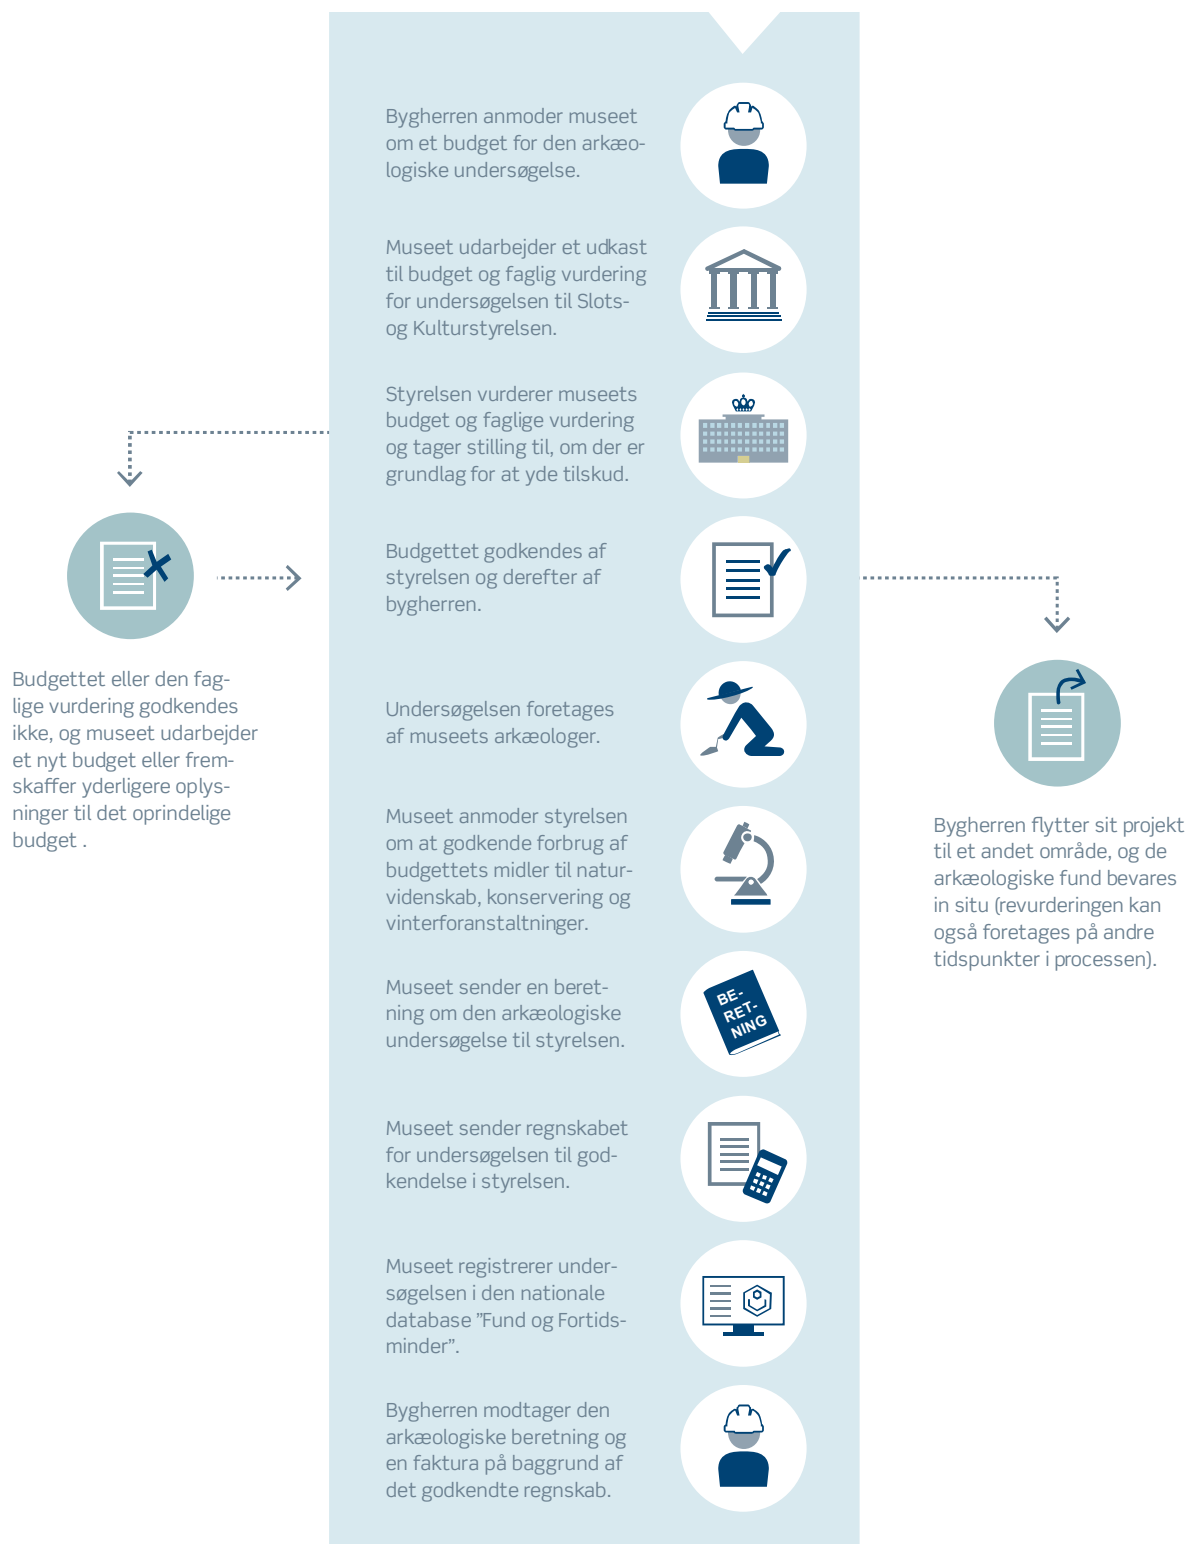 Bygherren anmoder museet
om et budget for den arkæo-
logiske undersøgelse.
Museet udarbejder et udkast
til budget og faglig vurdering
for undersøgelsen til Slots-
og Kulturstyrelsen.
Styrelsen vurderer museets
budget og faglige vurdering
og tager stilling til, om der er
grundlag for at yde tilskud.
Budgettet eller den fag-
lige vurdering godkendes
ikke, og museet udarbejder
et nyt budget eller frem-
skaffer yderligere oplys-
ninger til det oprindelige
budget .
Budgettet godkendes af
styrelsen og derefter af
bygherren.
Bygherren flytter sit projekt
til et andet område, og de
arkæologiske fund bevares
in situ (revurderingen kan
også foretages på andre
tidspunkter i processen).
Undersøgelsen foretages
af museets arkæologer.
Museet anmoder styrelsen
om at godkende forbrug af
budgettets midler til natur-
videnskab, konservering og
vinterforanstaltninger.
Museet sender en beret-
ning om den arkæologiske
undersøgelse til styrelsen.
BE-
RET-
NING
Museet sender regnskabet
for undersøgelsen til god-
kendelse i styrelsen.
Museet registrerer under-
søgelsen i den nationale
database ”Fund og Fortids-
minder”.
Bygherren modtager den
arkæologiske beretning og
en faktura på baggrund af
det godkendte regnskab.